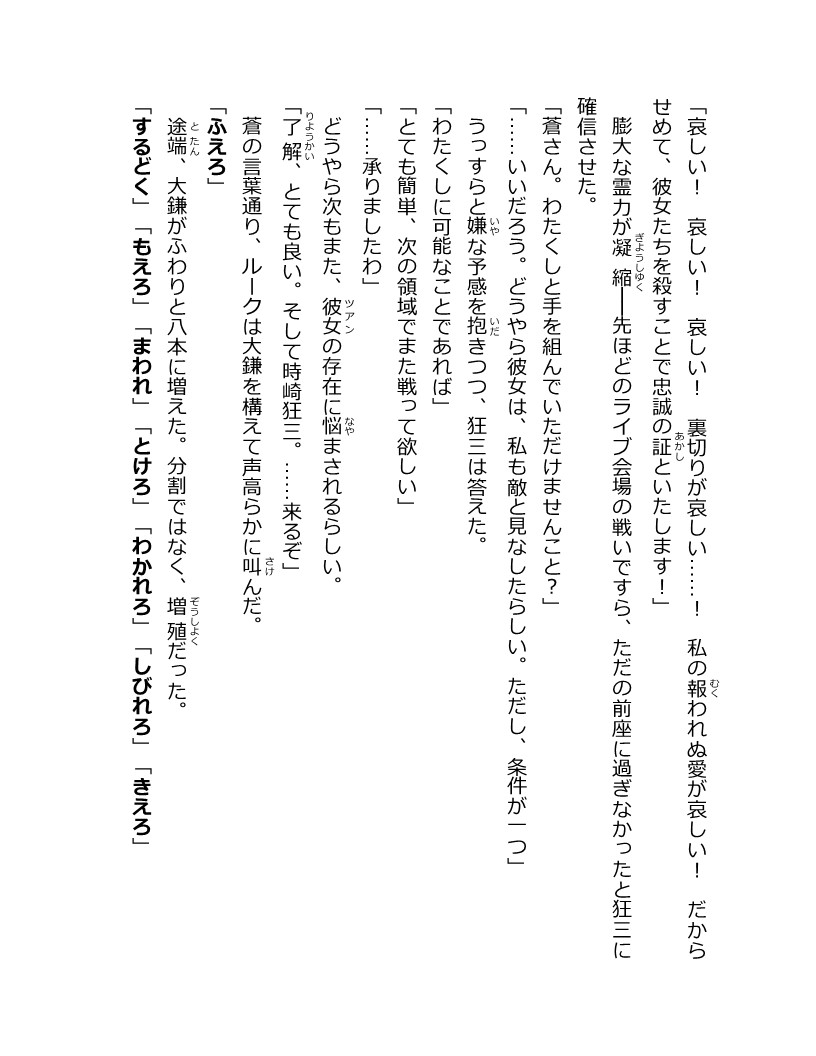 「哀しい！　哀しい！　哀しい！　裏切りが哀しい……！　私の報われぬ愛が哀しい！　だから
せめて、彼女たちを殺すことで忠誠の証といたします！」
　膨大な霊力が凝縮――先ほどのライブ会場の戦いですら、ただの前座に過ぎなかったと狂三に
確信させた。
「蒼さん。わたくしと手を組んでいただけませんこと？」
「……いいだろう。どうやら彼女は、私も敵と見なしたらしい。ただし、条件が一つ」
　うっすらと嫌な予感を抱きつつ、狂三は答えた。
「わたくしに可能なことであれば」
「とても簡単、次の領域でまた戦って欲しい」
「……承りましたわ」
　どうやら次もまた、彼女の存在に悩まされるらしい。
「了解、とても良い。そして時崎狂三。……来るぞ」
　蒼の言葉通り、ルークは大鎌を構えて声高らかに叫んだ。
「ふえろ」
　途端、大鎌がふわりと八本に増えた。分割ではなく、増殖だった。
「するどく」「もえろ」「まわれ」「とけろ」「わかれろ」「しびれろ」「きえろ」